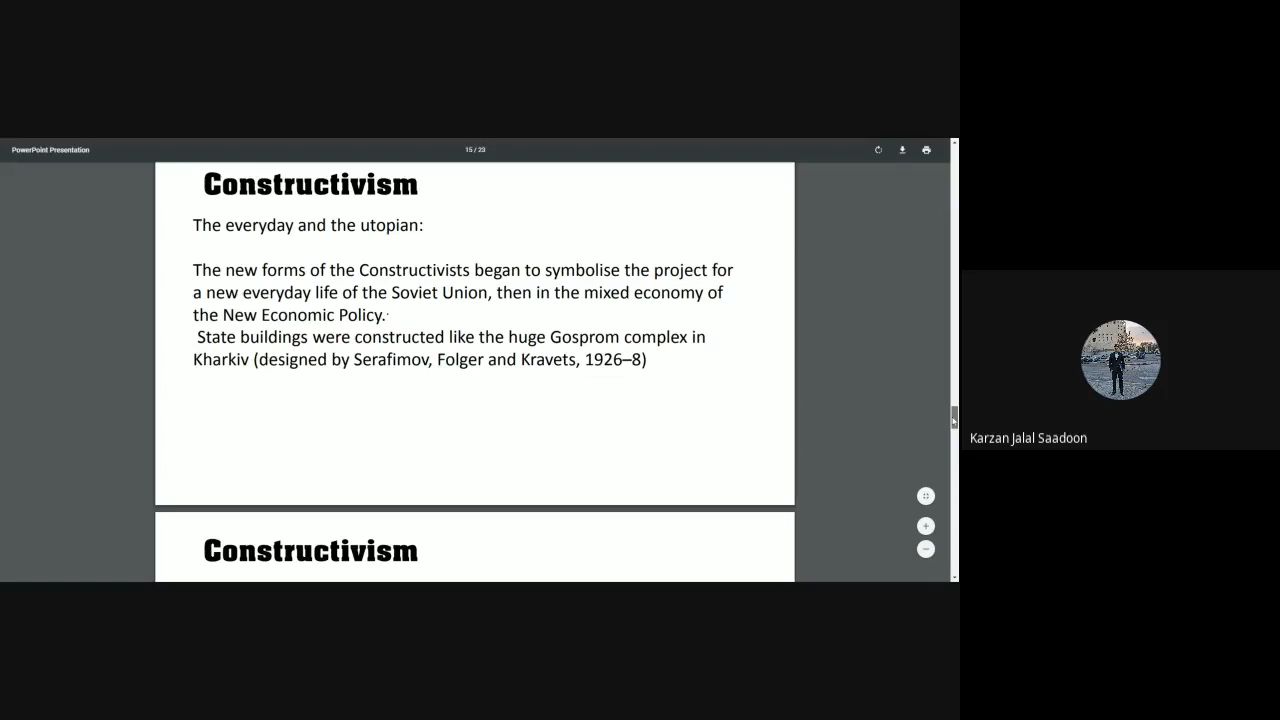 PowerPoint Presentation
15 / 23
Constructivism
The everyday and the utopian:
The new forms of the Constructivists began to symbolise the project for
a new everyday life of the Soviet Union, then in the mixed economy of
the New Economic Policy.
State buildings were constructed like the huge Gosprom complex in
Kharkiv (designed by Serafimov, Folger and Kravets, 1926–8)
Constructivism
Karzan Jalal Saadoon